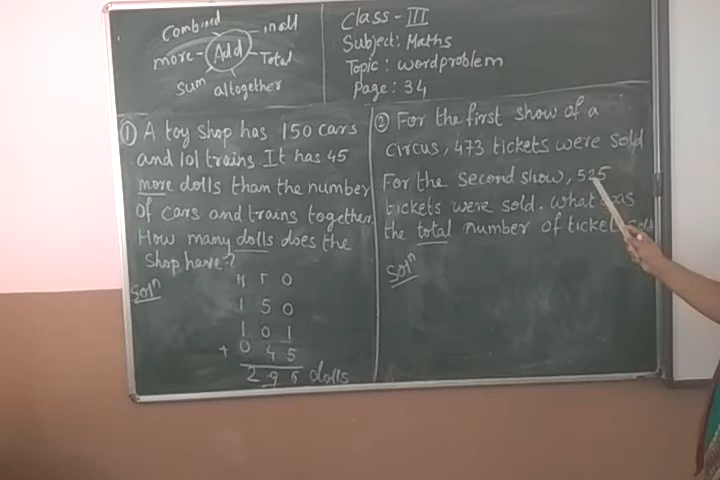 Combined
in all
more
Add
Total
Sum
altogether
Class - III
Subject: Maths
Topic: word problem
Page: 34
① A toy shop has 150 cars
and 101 trains It has 45
more dolls than the number
of cars and trains together.
How many dolls does the
shop have?
Solⁿ
H T O
1 5 0
1 0 1
+ 0 4 5
2 9 6 dolls
② For the first show of a
circus, 473 tickets were sold
For the second show, 525
tickets were sold. What was
the total number of ticket
Solⁿ